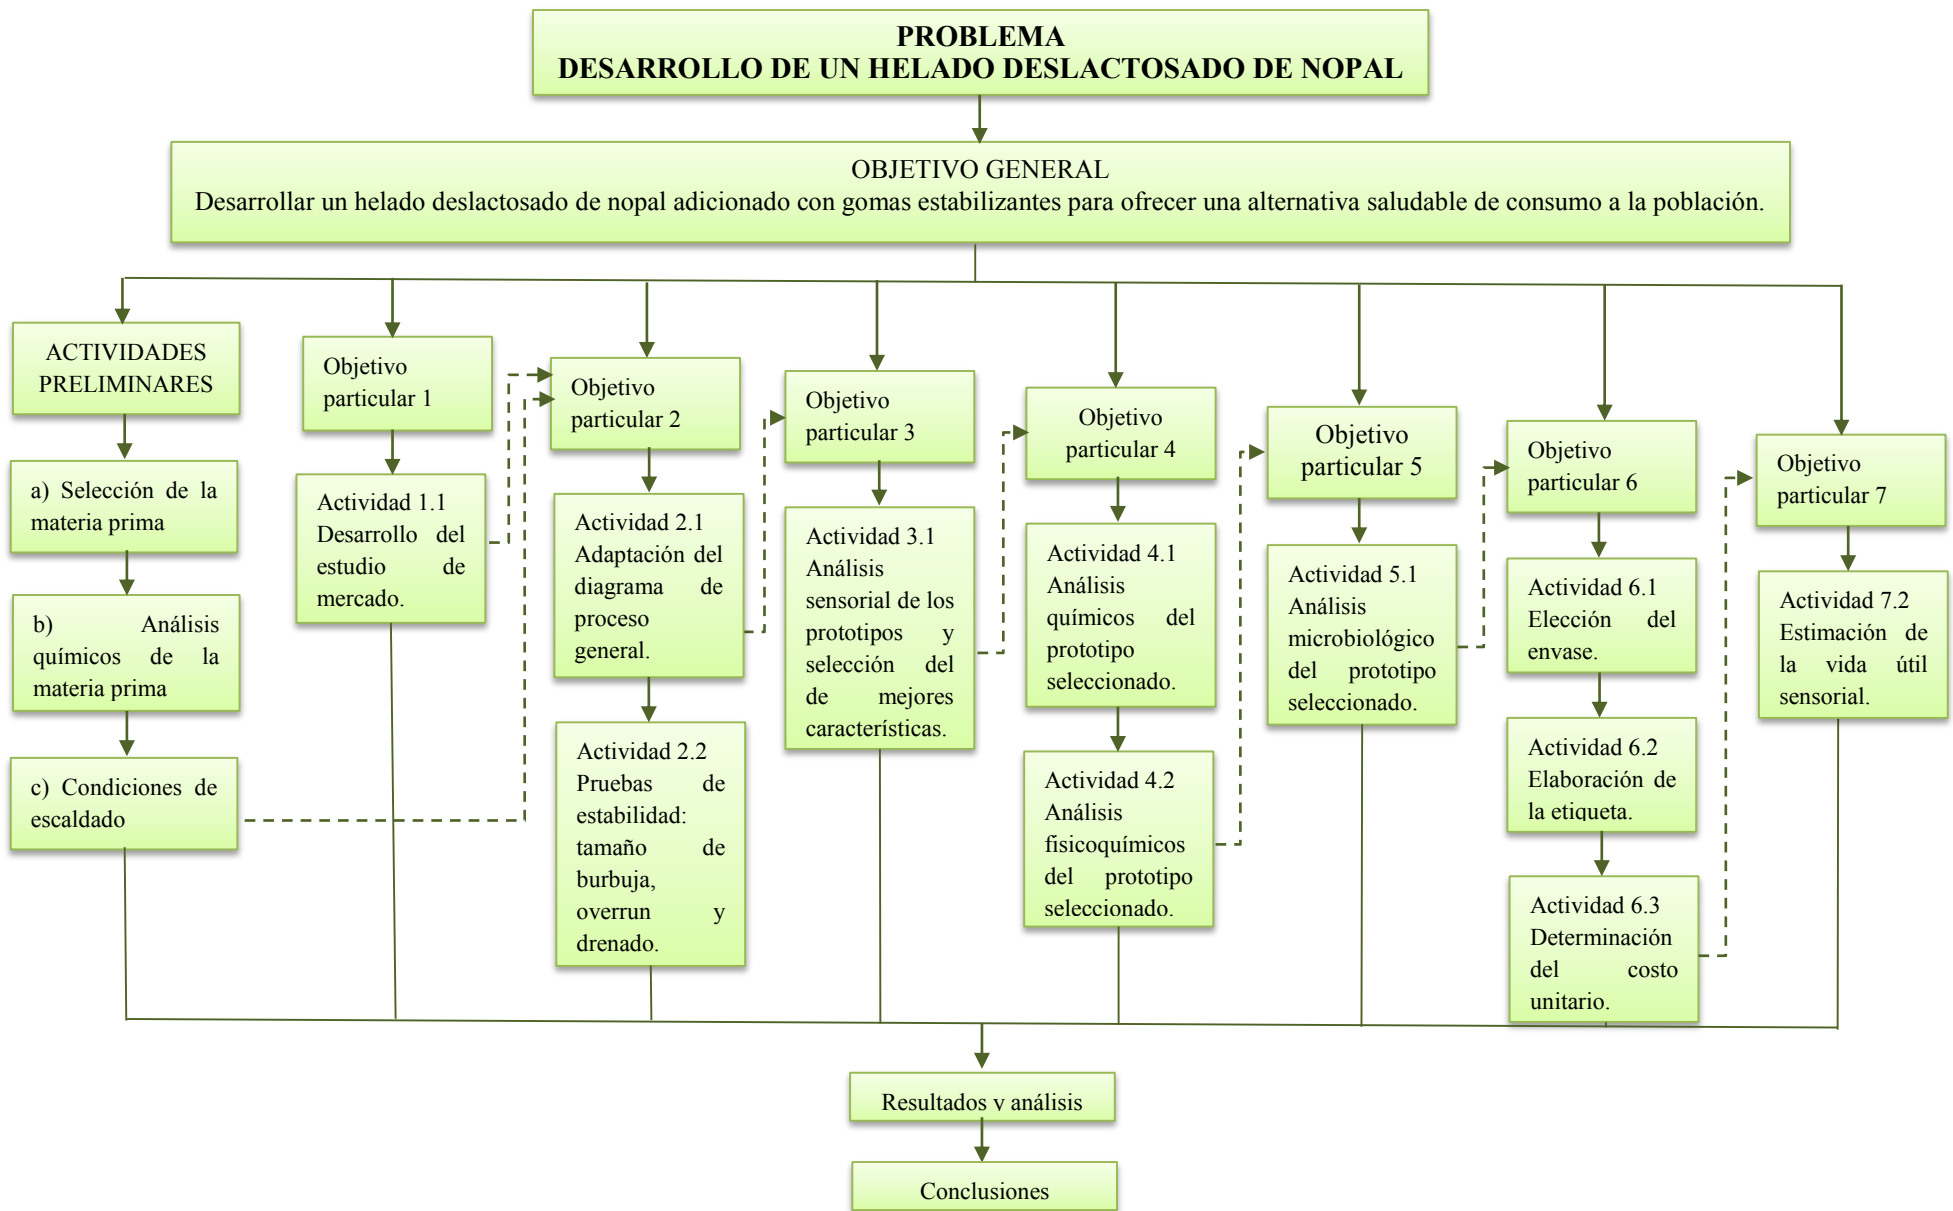 PROBLEMA
DESARROLLO DE UN HELADO DESLACTOSADO DE NOPAL
OBJETIVO GENERAL
Desarrollar un helado deslactosado de nopal adicionado con gomas estabilizantes para ofrecer una alternativa saludable de consumo a la población.
ACTIVIDADES
PRELIMINARES
a) Selección de la
materia prima
b) Análisis
químicos de la
materia prima
c) Condiciones de
escaldado
Objetivo
particular 1
Actividad 1.1
Desarrollo del
estudio de
mercado.
Objetivo
particular 2
Actividad 2.1
Adaptación del
diagrama de
proceso
general.
Actividad 2.2
Pruebas de
estabilidad:
tamaño de
burbuja,
overrun y
drenado.
Objetivo
particular 3
Actividad 3.1
Análisis
sensorial de los
prototipos y
selección del
de mejores
características.
Objetivo
particular 4
Actividad 4.1
Análisis
químicos del
prototipo
seleccionado.
Actividad 4.2
Análisis
fisicoquímicos
del prototipo
seleccionado.
Objetivo
particular 5
Actividad 5.1
Análisis
microbiológico
del prototipo
seleccionado.
Objetivo
particular 6
Actividad 6.1
Elección del
envase.
Actividad 6.2
Elaboración de
la etiqueta.
Actividad 6.3
Determinación
del costo
unitario.
Objetivo
particular 7
Actividad 7.2
Estimación de
la vida útil
sensorial.
Resultados y análisis
Conclusiones